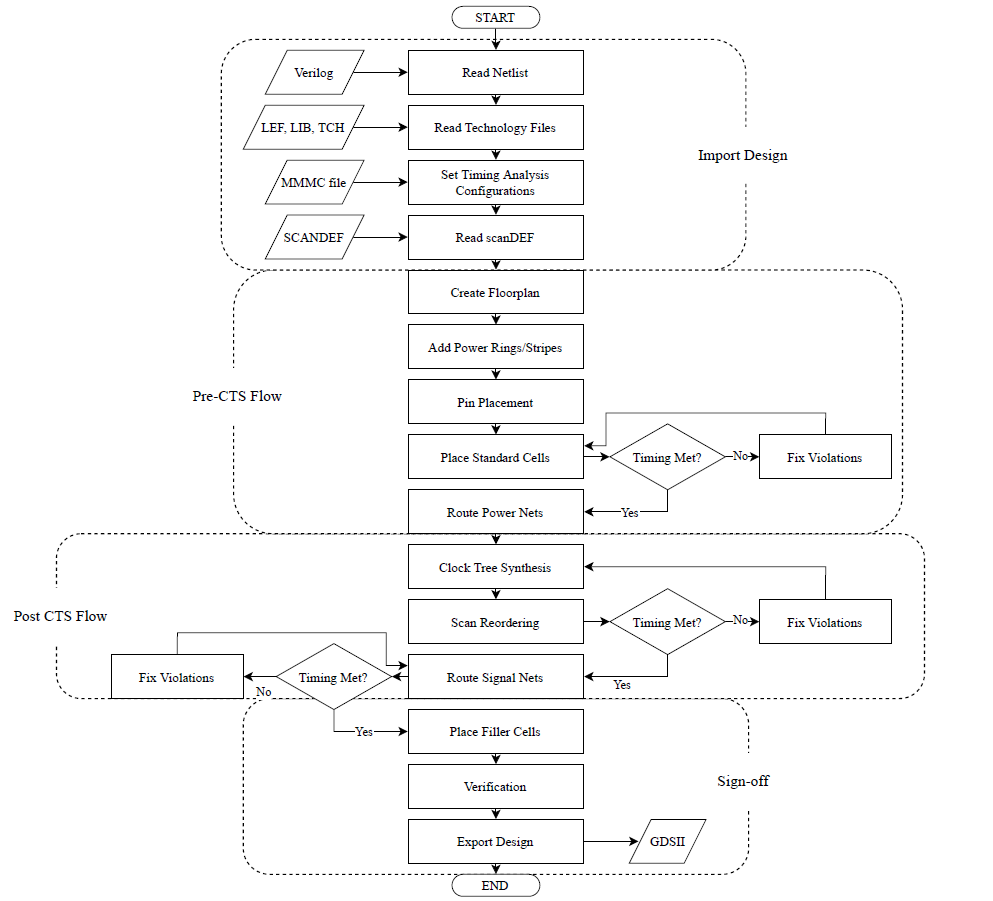 START
Verilog
Read Netlist
LEF, LIB, TCH
Read Technology Files
Import Design
MMMC file
Set Timing Analysis
Configurations
SCANDEF
Read scanDEF
Create Floorplan
Add Power Rings/Stripes
Pre-CTS Flow
Pin Placement
Place Standard Cells
Timing Met?
No
Fix Violations
Route Power Nets
Yes
Clock Tree Synthesis
Post CTS Flow
Scan Reordering
Timing Met?
No
Fix Violations
Fix Violations
No
Timing Met?
Route Signal Nets
Yes
Yes
Place Filler Cells
Sign-off
Verification
Export Design
GDSII
END